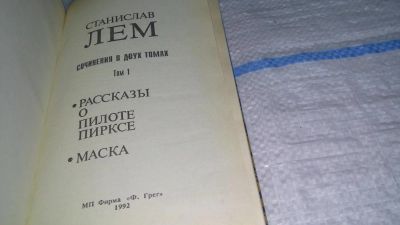 СТАНИСЛАВ
ЛЕМ
СОЧИНЕНИЯ В ДВУХ ТОМАХ
Том 1
• РАССКАЗЫ
О
ПИЛОТЕ
ПИРКСЕ
• МАСКА
МП Фирма «Ф. Грег»
1992